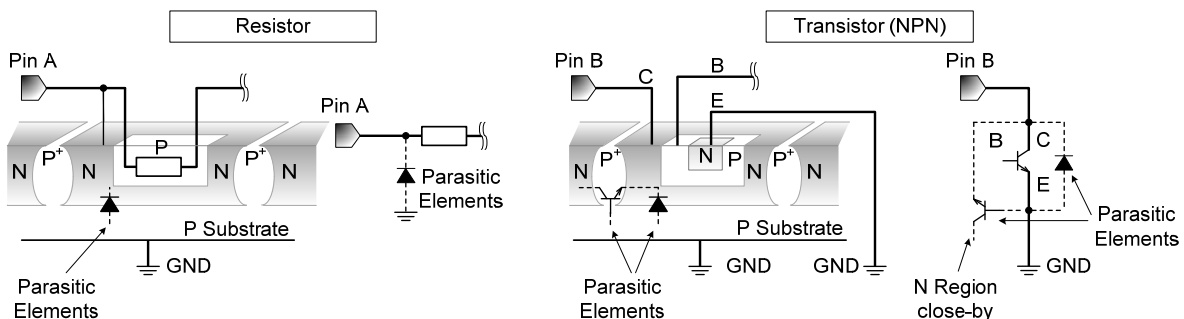 Resistor
Pin A
P
N
P+
N
P+
N
N
P Substrate
GND
Parasitic
Elements
Pin A
Parasitic
Elements
Transistor (NPN)
Pin B
C
B
E
N
P+
N
N
P
P+
N
N
P Substrate
GND
GND
Parasitic
Elements
Pin B
B
C
E
Parasitic
Elements
GND
N Region
close-by